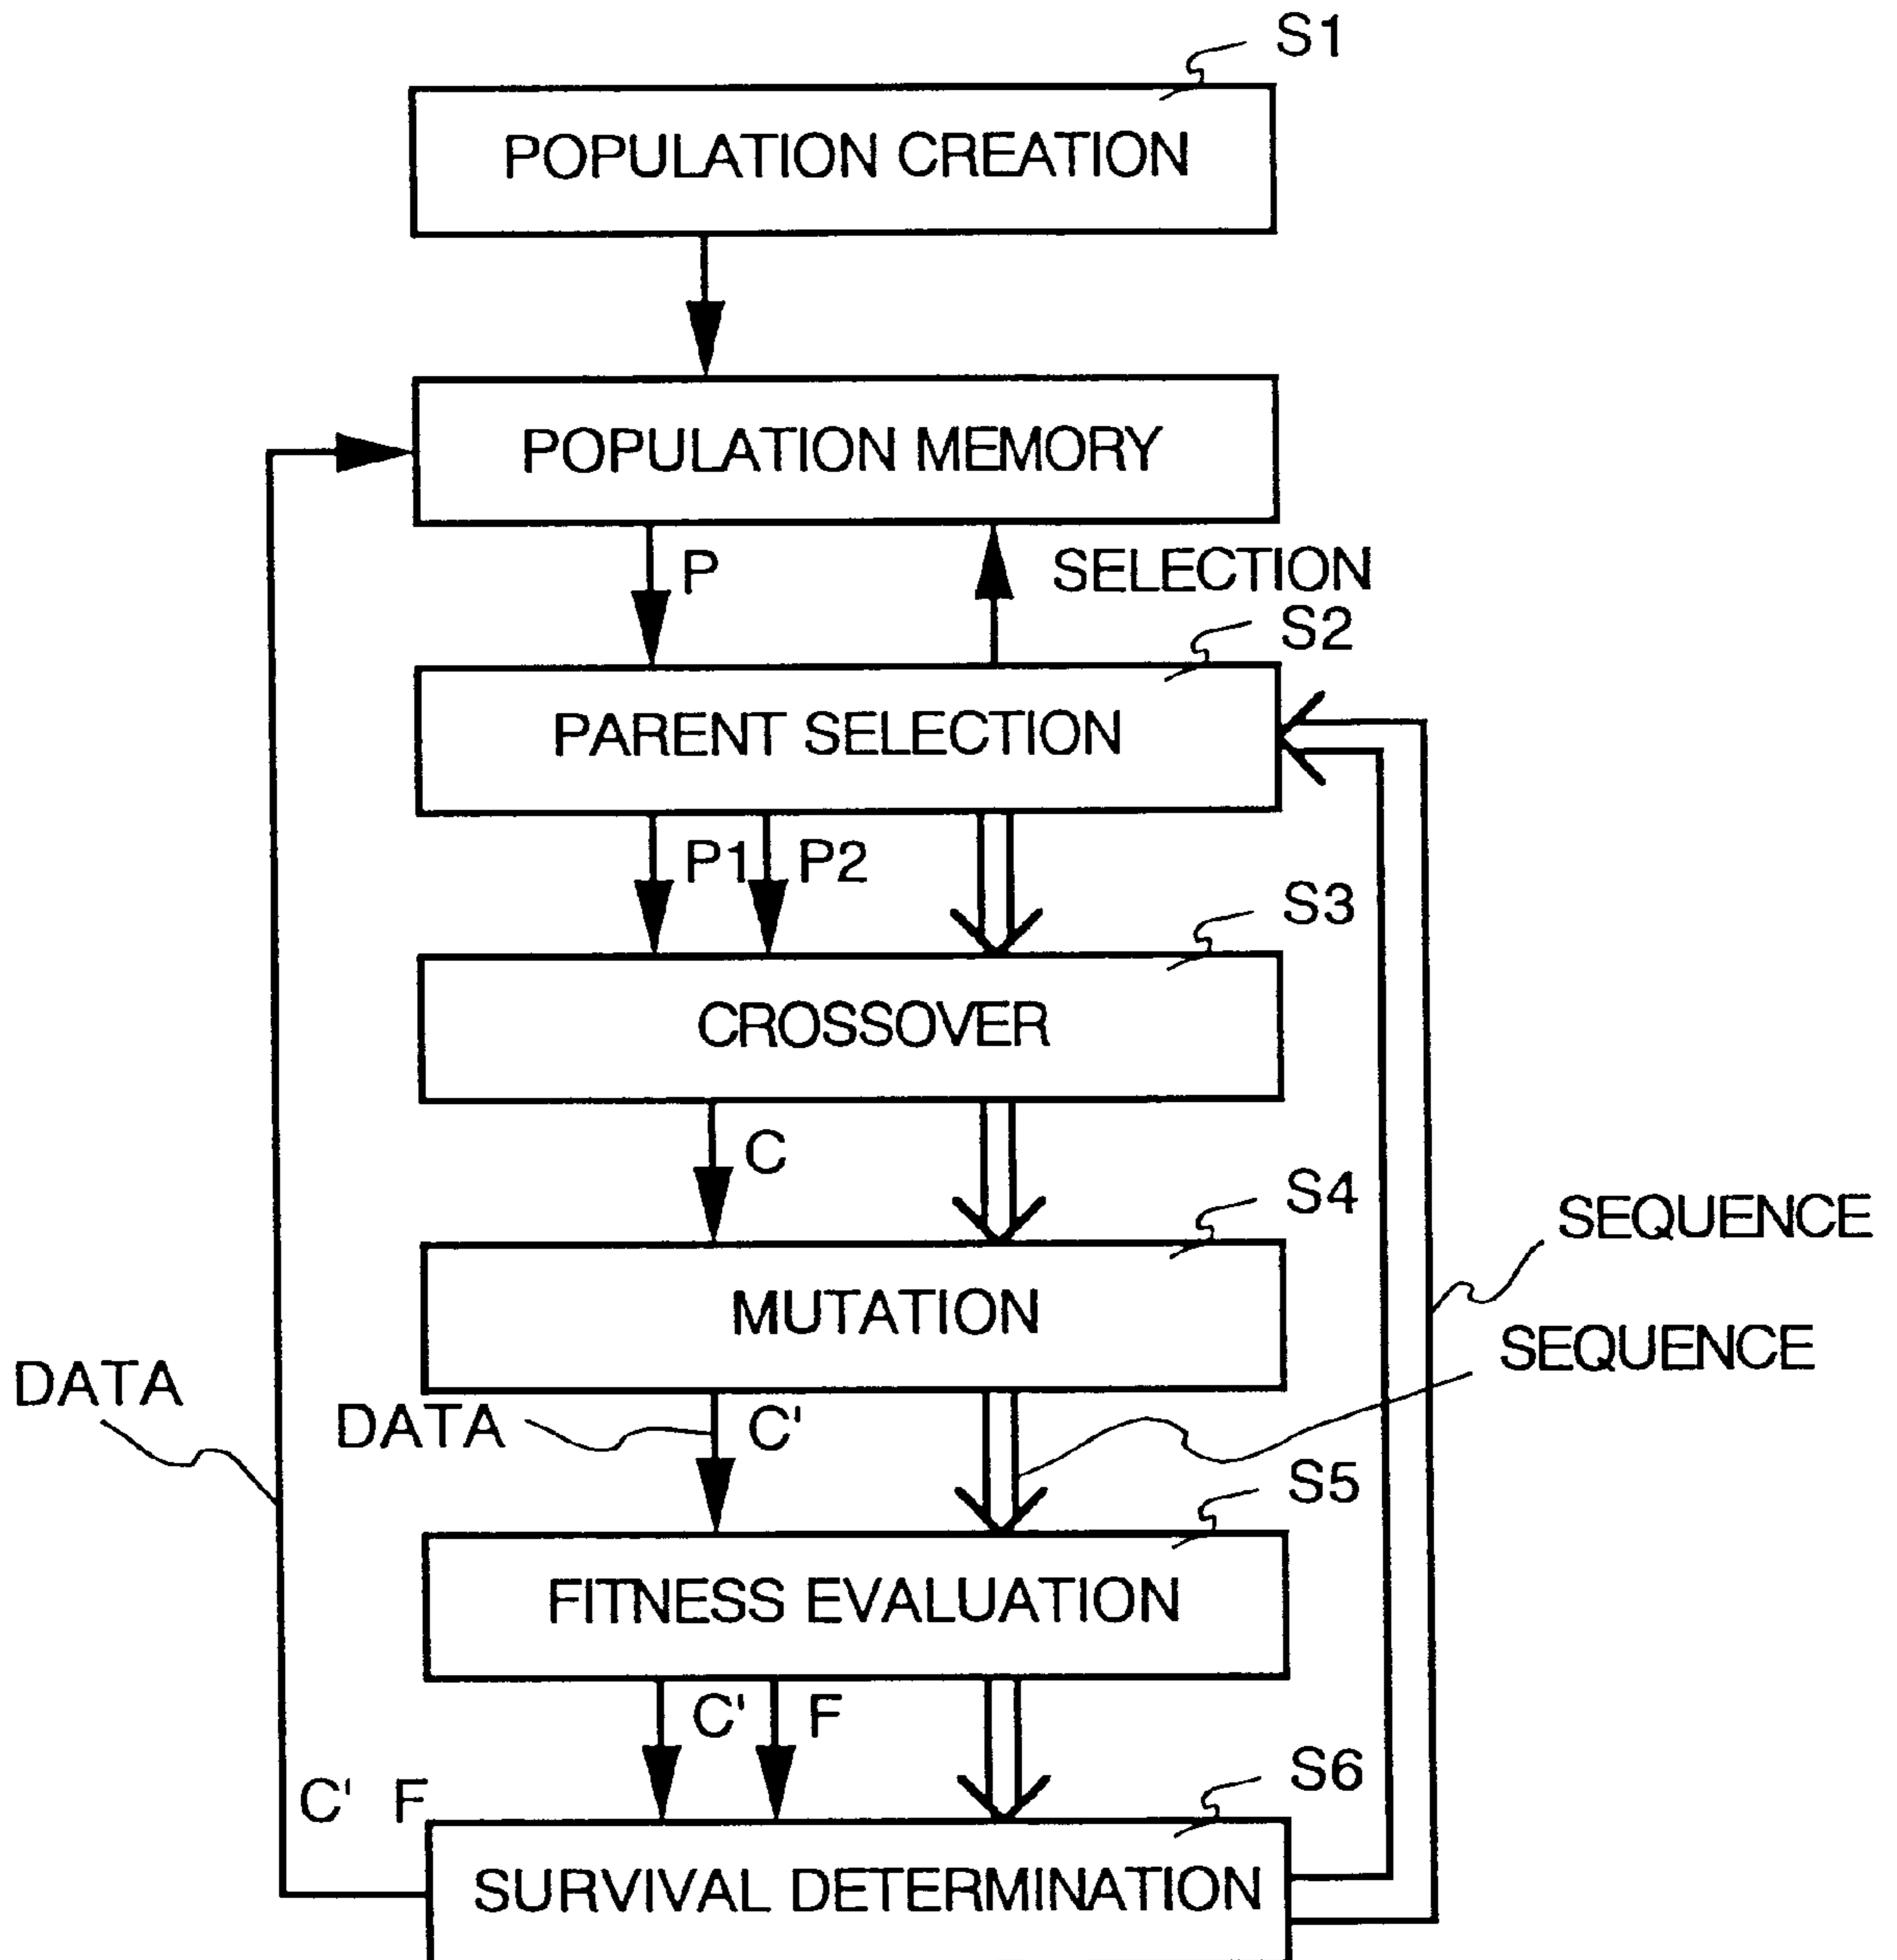 S1
POPULATION CREATION
POPULATION MEMORY
P
SELECTION
S2
PARENT SELECTION
P1
P2
S3
CROSSOVER
C
S4
SEQUENCE
MUTATION
SEQUENCE
DATA
DATA
C'
S5
FITNESS EVALUATION
C'
F
S6
C' F
SURVIVAL DETERMINATION